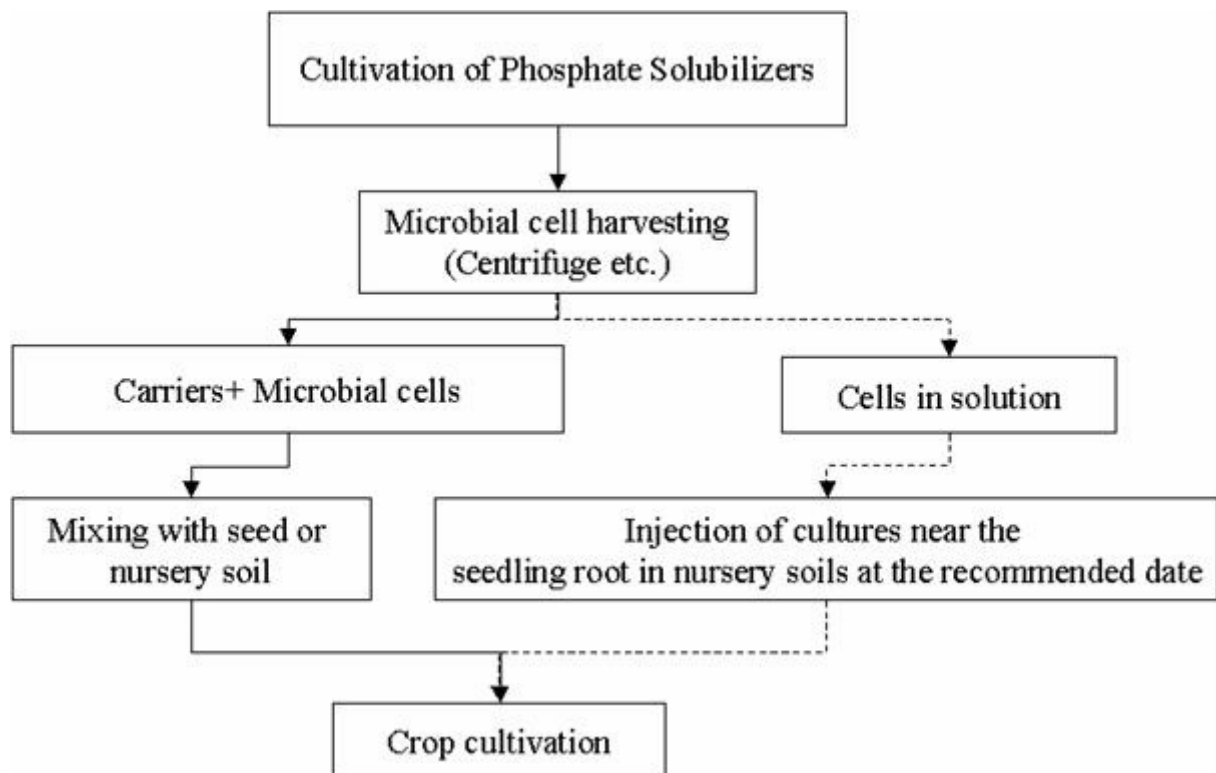 Cultivation of Phosphate Solubilizers
Microbial cell harvesting
(Centrifuge etc.)
Carriers+ Microbial cells
Cells in solution
Mixing with seed or
nursery soil
Injection of cultures near the
seedling root in nursery soils at the recommended date
Crop cultivation